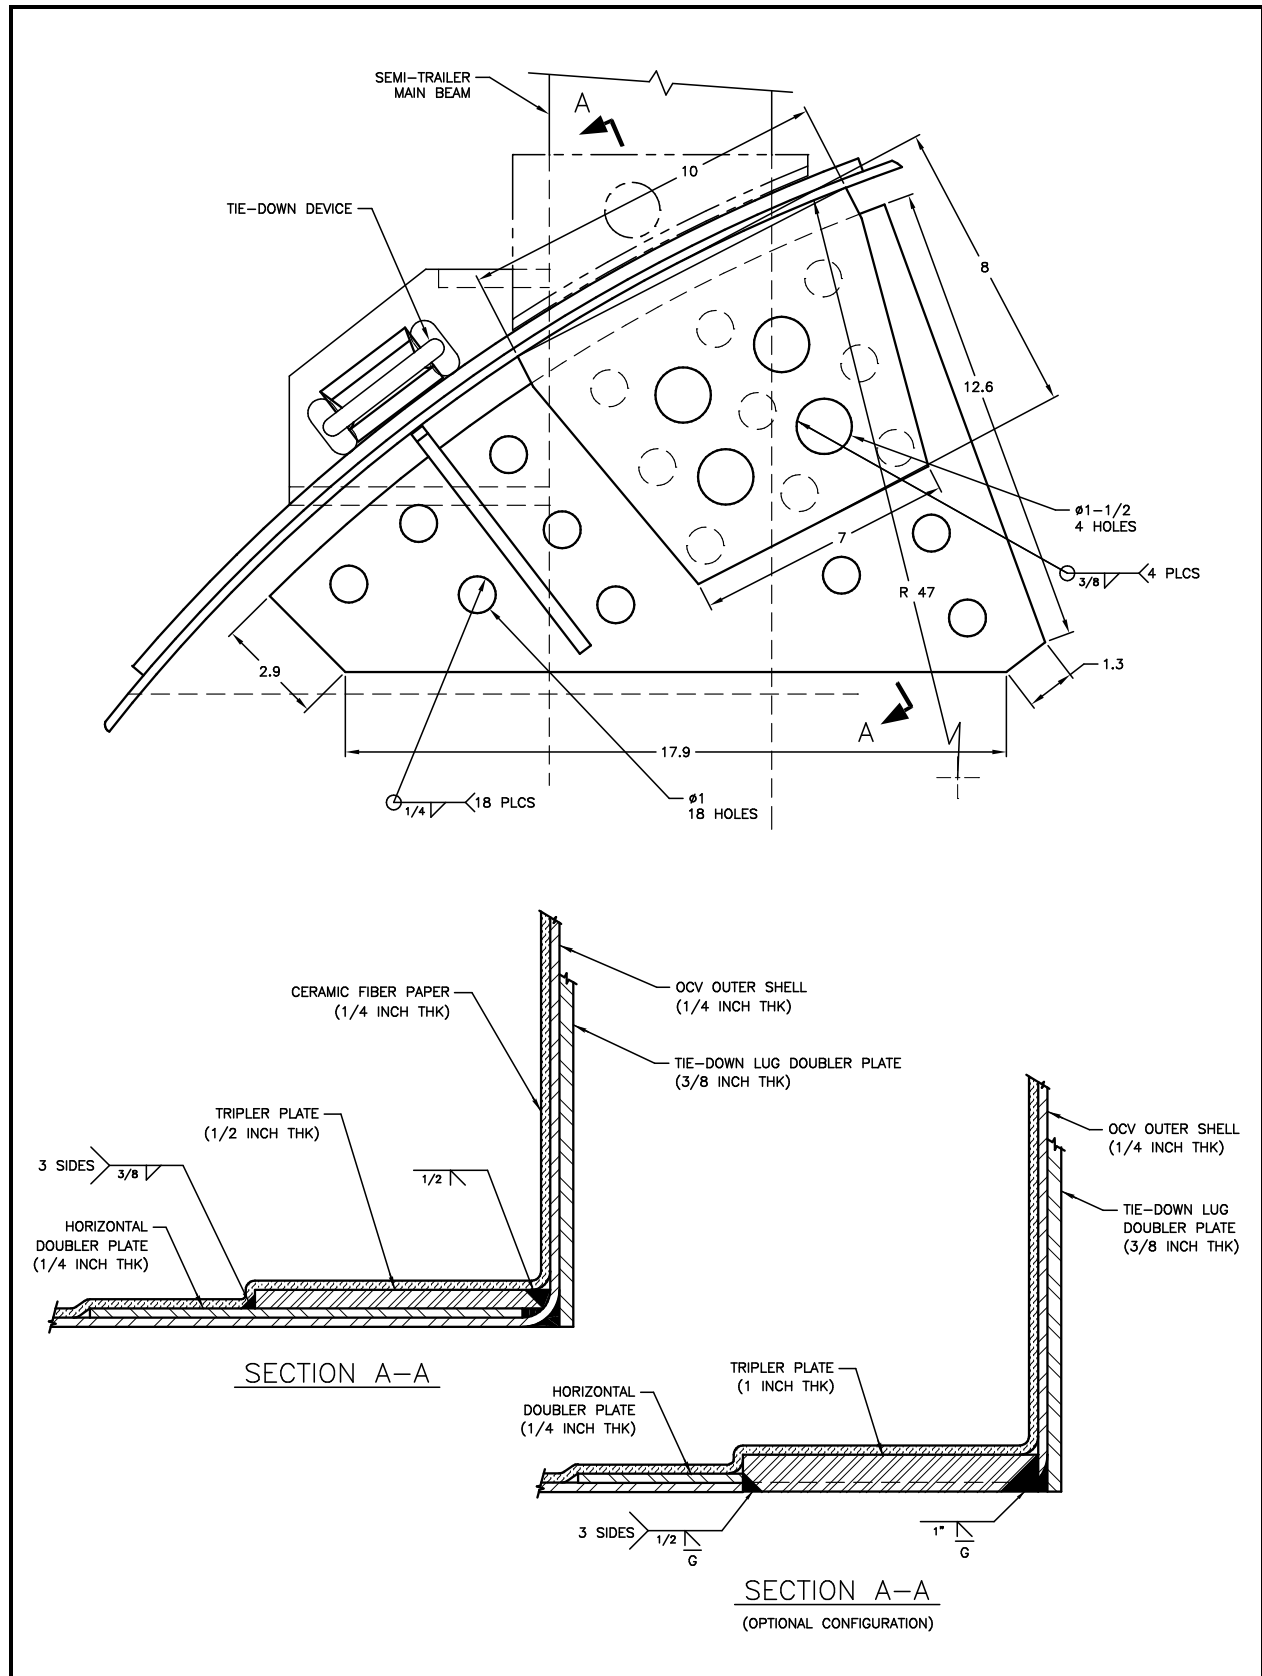 SEMI-TRAILER
MAIN BEAM
A
10
TIE-DOWN DEVICE
8
12.6
ø1-1/2
4 HOLES
7
3/8
4 PLCS
R 47
2.9
1.3
A
17.9
1/4
18 PLCS
ø1
18 HOLES
CERAMIC FIBER PAPER
(1/4 INCH THK)
OCV OUTER SHELL
(1/4 INCH THK)
TIE-DOWN LUG DOUBLER PLATE
(3/8 INCH THK)
TRIPLER PLATE
(1/2 INCH THK)
3 SIDES
3/8
1/2
HORIZONTAL
DOUBLER PLATE
(1/4 INCH THK)
SECTION A-A
OCV OUTER SHELL
(1/4 INCH THK)
TIE-DOWN LUG
DOUBLER PLATE
(3/8 INCH THK)
TRIPLER PLATE
(1 INCH THK)
HORIZONTAL
DOUBLER PLATE
(1/4 INCH THK)
3 SIDES
1/2
G
1"
G
SECTION A-A
(OPTIONAL CONFIGURATION)